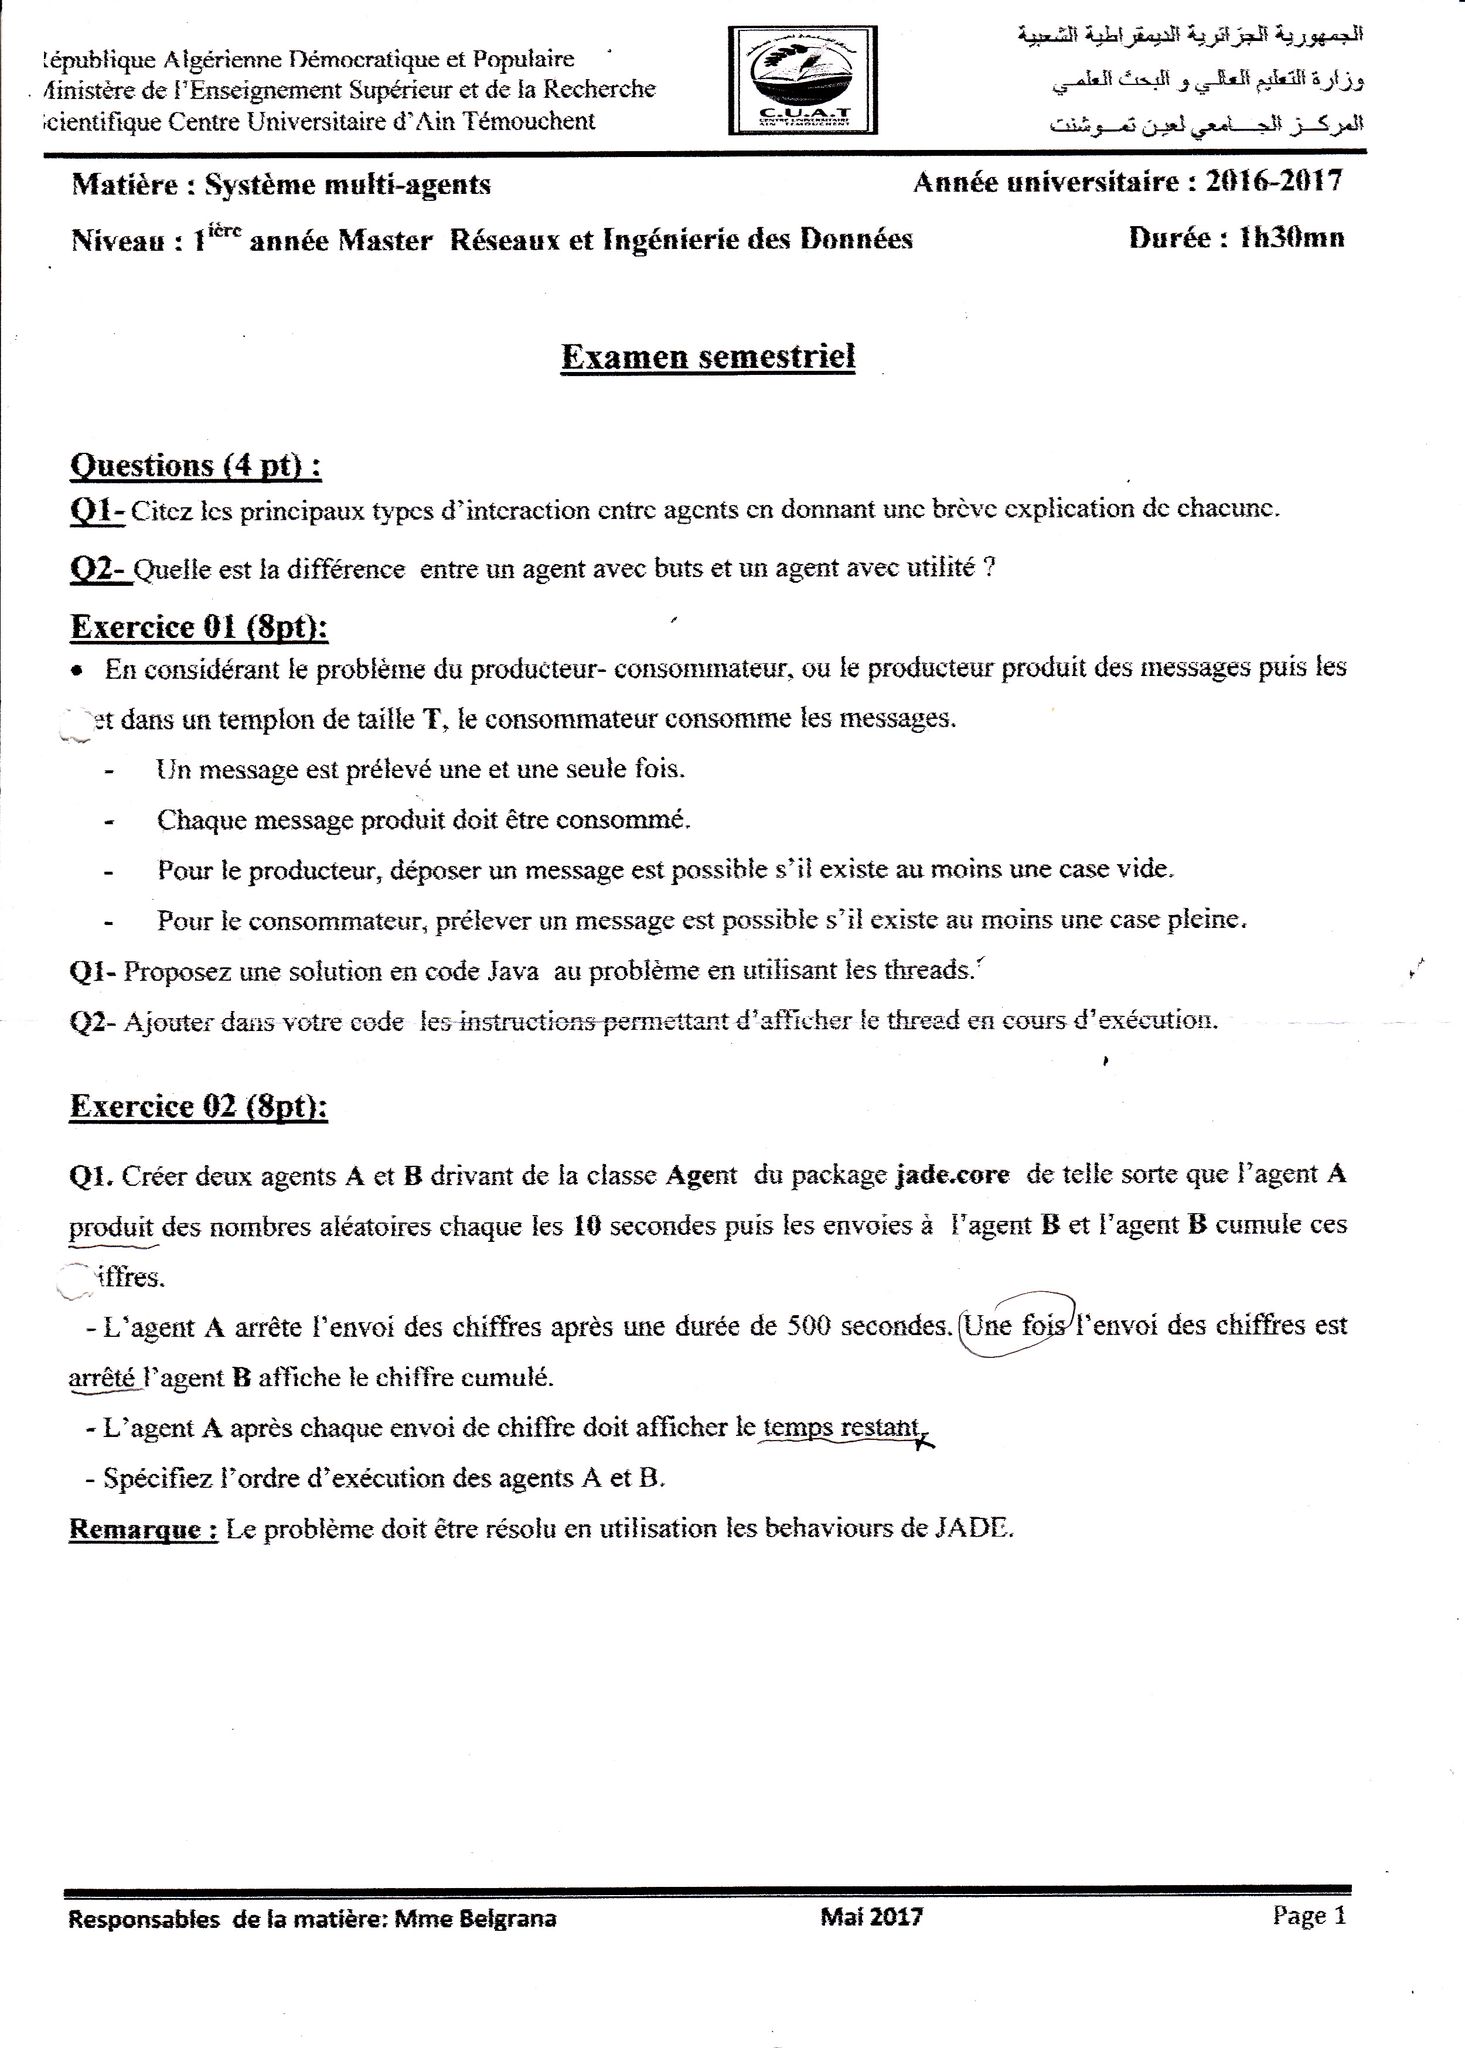 République Algérienne Démocratique et Populaire
Ministère de l'Enseignement Supérieur et de la Recherche
Scientifique Centre Universitaire d'Ain Témouchent
C.U.A.T
CENTRE UNIVERSITAIRE
AIN TEMOUCHENT
الجمهورية الجزائرية الديمقراطية الشعبية
وزارة التعليم العالي و البحث العلمي
المركز الجامعي لعين تموشنت
Matière : Système multi-agents Année universitaire : 2016-2017
Niveau : 1ière année Master Réseaux et Ingénierie des Données Durée : 1h30mn
Examen semestriel
Questions (4 pt) :
Q1- Citez les principaux types d'interaction entre agents en donnant une brève explication de chacune.
Q2- Quelle est la différence entre un agent avec buts et un agent avec utilité ?
Exercice 01 (8pt):
• En considérant le problème du producteur- consommateur, ou le producteur produit des messages puis les
et dans un templon de taille T, le consommateur consomme les messages.
- Un message est prélevé une et une seule fois.
- Chaque message produit doit être consommé.
- Pour le producteur, déposer un message est possible s'il existe au moins une case vide.
- Pour le consommateur, prélever un message est possible s'il existe au moins une case pleine.
Q1- Proposez une solution en code Java au problème en utilisant les threads.
Q2- Ajouter dans votre code les instructions permettant d'afficher le thread en cours d'exécution.
Exercice 02 (8pt):
Q1. Créer deux agents A et B drivant de la classe Agent du package jade.core de telle sorte que l'agent A
produit des nombres aléatoires chaque les 10 secondes puis les envoies à l'agent B et l'agent B cumule ces
iffres.
- L'agent A arrête l'envoi des chiffres après une durée de 500 secondes. Une fois l'envoi des chiffres est
arrêté l'agent B affiche le chiffre cumulé.
- L'agent A après chaque envoi de chiffre doit afficher le temps restant.
- Spécifiez l'ordre d'exécution des agents A et B.
Remarque : Le problème doit être résolu en utilisation les behaviours de JADE.
Responsables de la matière: Mme Belgrana Mai 2017 Page 1